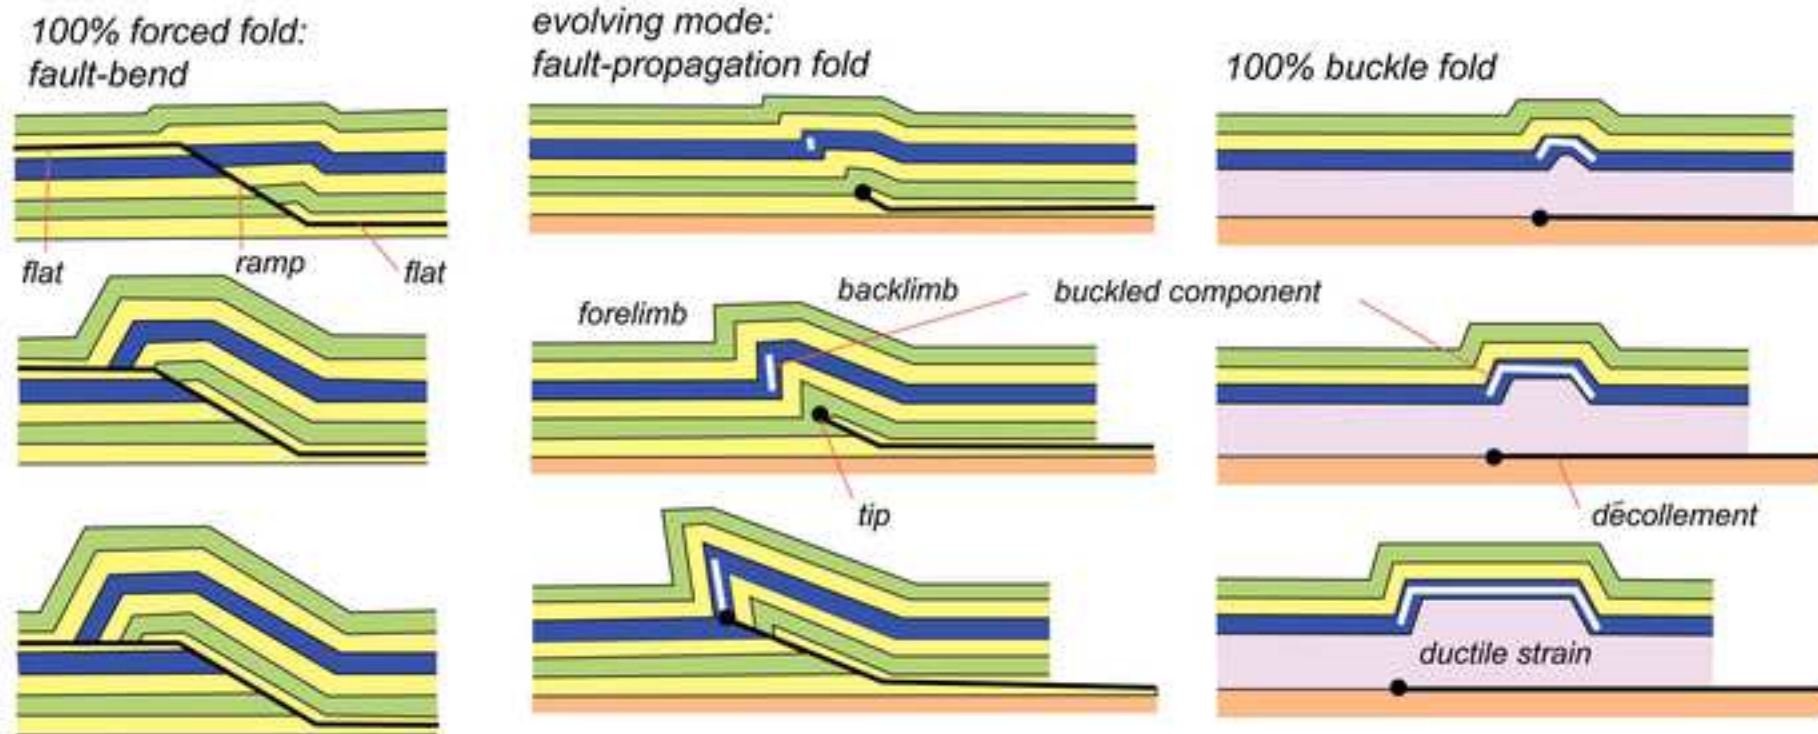 100% forced fold:
fault-bend
evolving mode:
fault-propagation fold
100% buckle fold
flat
ramp
flat
forelimb
backlimb
buckled component
tip
dēcollement
ductile strain